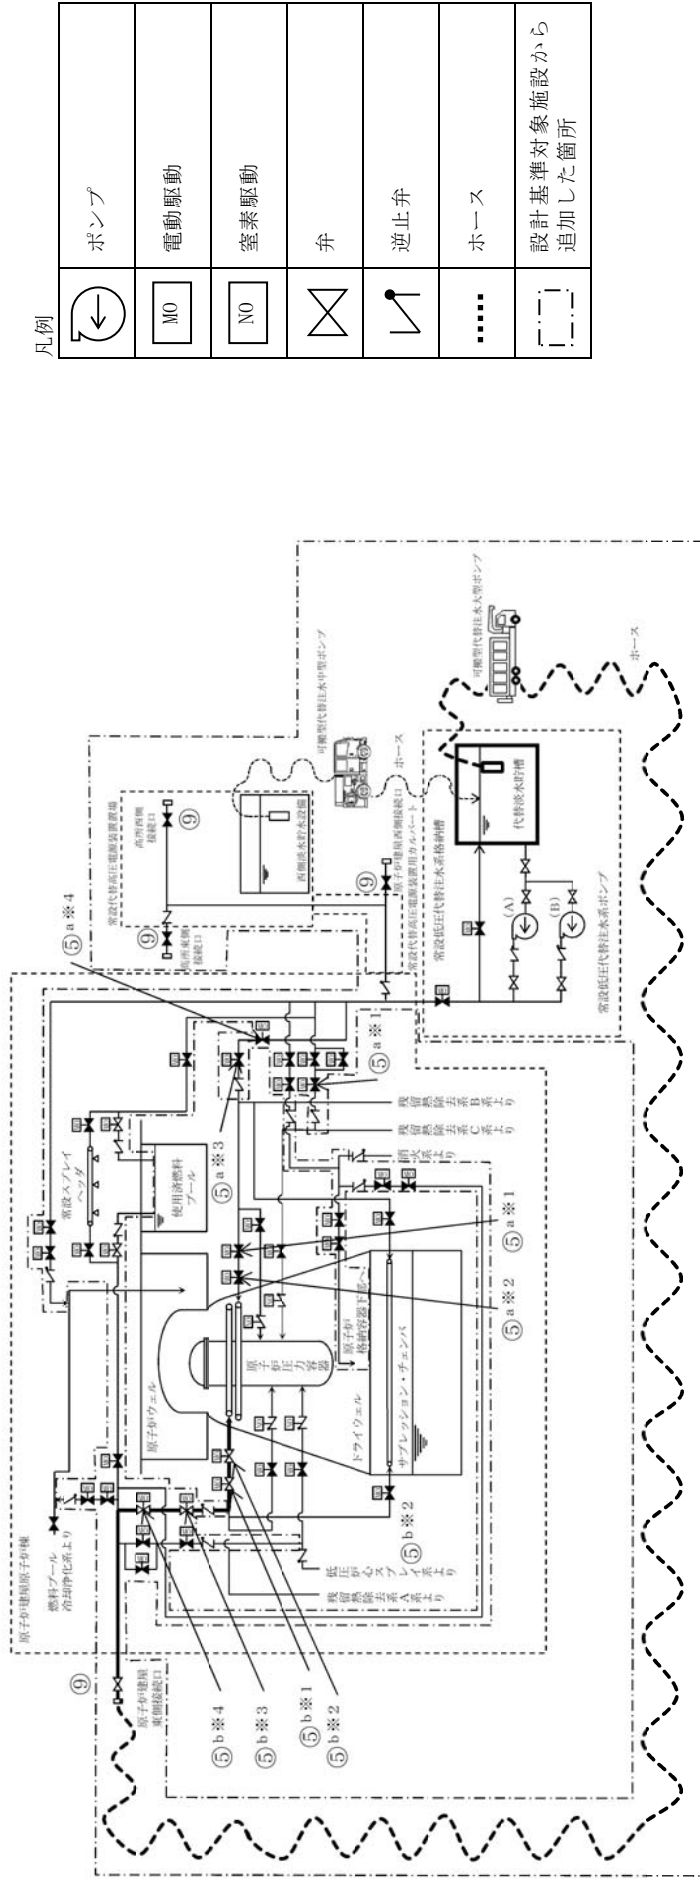 凡例
ポンプ
MO
電動駆動
NO
窒素駆動
弁
逆止弁
ホース
設計基準対象施設から
追加した箇所
原子炉建屋原子炉棟
燃料プール
冷却浄化系より
原子炉ウェル
常設スプレイ
ヘッダ
使用済燃料
プール
⑤a※4
⑤a※3
⑤a※1
⑤a※1
⑤a※2
高所東側
接続口
高所西側
接続口
⑨
⑨
⑨
⑨
常設代替高圧電源装置置場
西側淡水貯水設備
可搬型代替注水中型ポンプ
ホース
原子炉建屋西側接続口
常設代替高圧電源装置用カルバート
常設低圧代替注水系格納槽
代替淡水貯槽
(A)
(B)
常設低圧代替注水系ポンプ
可搬型代替注水大型ポンプ
ホース
残留熱除去系B系より
残留熱除去系C系より
消火系より
原子炉圧力容器
原子炉
格納容器下部へ
ドライウェル
サプレッション・チェンバ
⑤b※2
低圧炉心スプレイ系より
残留熱除去系A系より
原子炉建屋
東側接続口
⑤b※4
⑤b※3
⑤b※1
⑤b※2